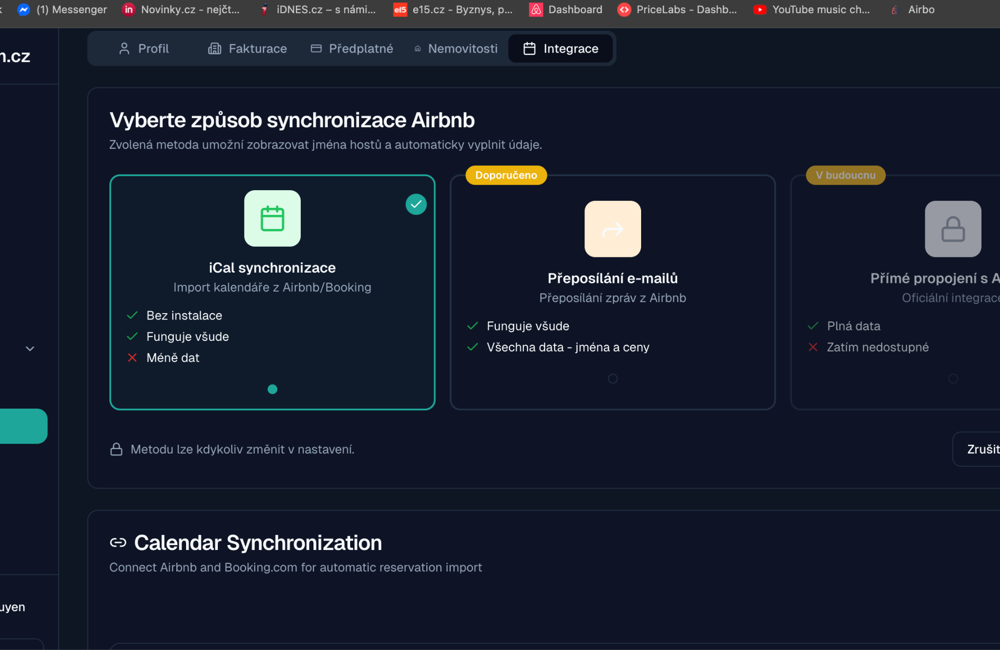 (1) Messenger
Novinky.cz - nejčt...
iDNES.cz – s námi...
e15 e15.cz - Byznys, p...
Dashboard
PriceLabs - Dashb...
YouTube music ch...
Airbo
n.cz
Profil
Fakturace
Předplatné
Nemovitosti
Integrace
Vyberte způsob synchronizace Airbnb
Zvolená metoda umožní zobrazovat jména hostů a automaticky vyplnit údaje.
iCal synchronizace
Import kalendáře z Airbnb/Booking
Bez instalace
Funguje všude
Méně dat
Doporučeno
Přeposílání e-mailů
Přeposílání zpráv z Airbnb
Funguje všude
Všechna data - jména a ceny
V budoucnu
Přímé propojení s A
Oficiální integrace
Plná data
Zatím nedostupné
Metodu lze kdykoliv změnit v nastavení.
Zrušit
Calendar Synchronization
Connect Airbnb and Booking.com for automatic reservation import
uyen